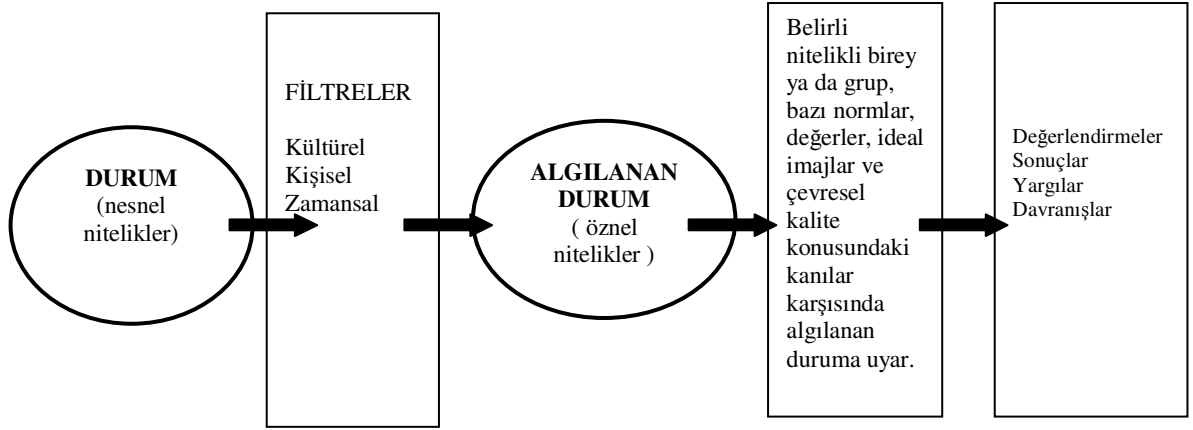 DURUM
(nesnel
nitelikler)
FİLTRELER
Kültürel
Kişisel
Zamansal
ALGILANAN
DURUM
( öznel
nitelikler )
Belirli
nitelikli birey
ya da grup,
bazı normlar,
değerler, ideal
imajlar ve
çevresel
kalite
konusundaki
kanılar
karşısında
algılanan
duruma uyar.
Değerlendirmeler
Sonuçlar
Yargılar
Davranışlar